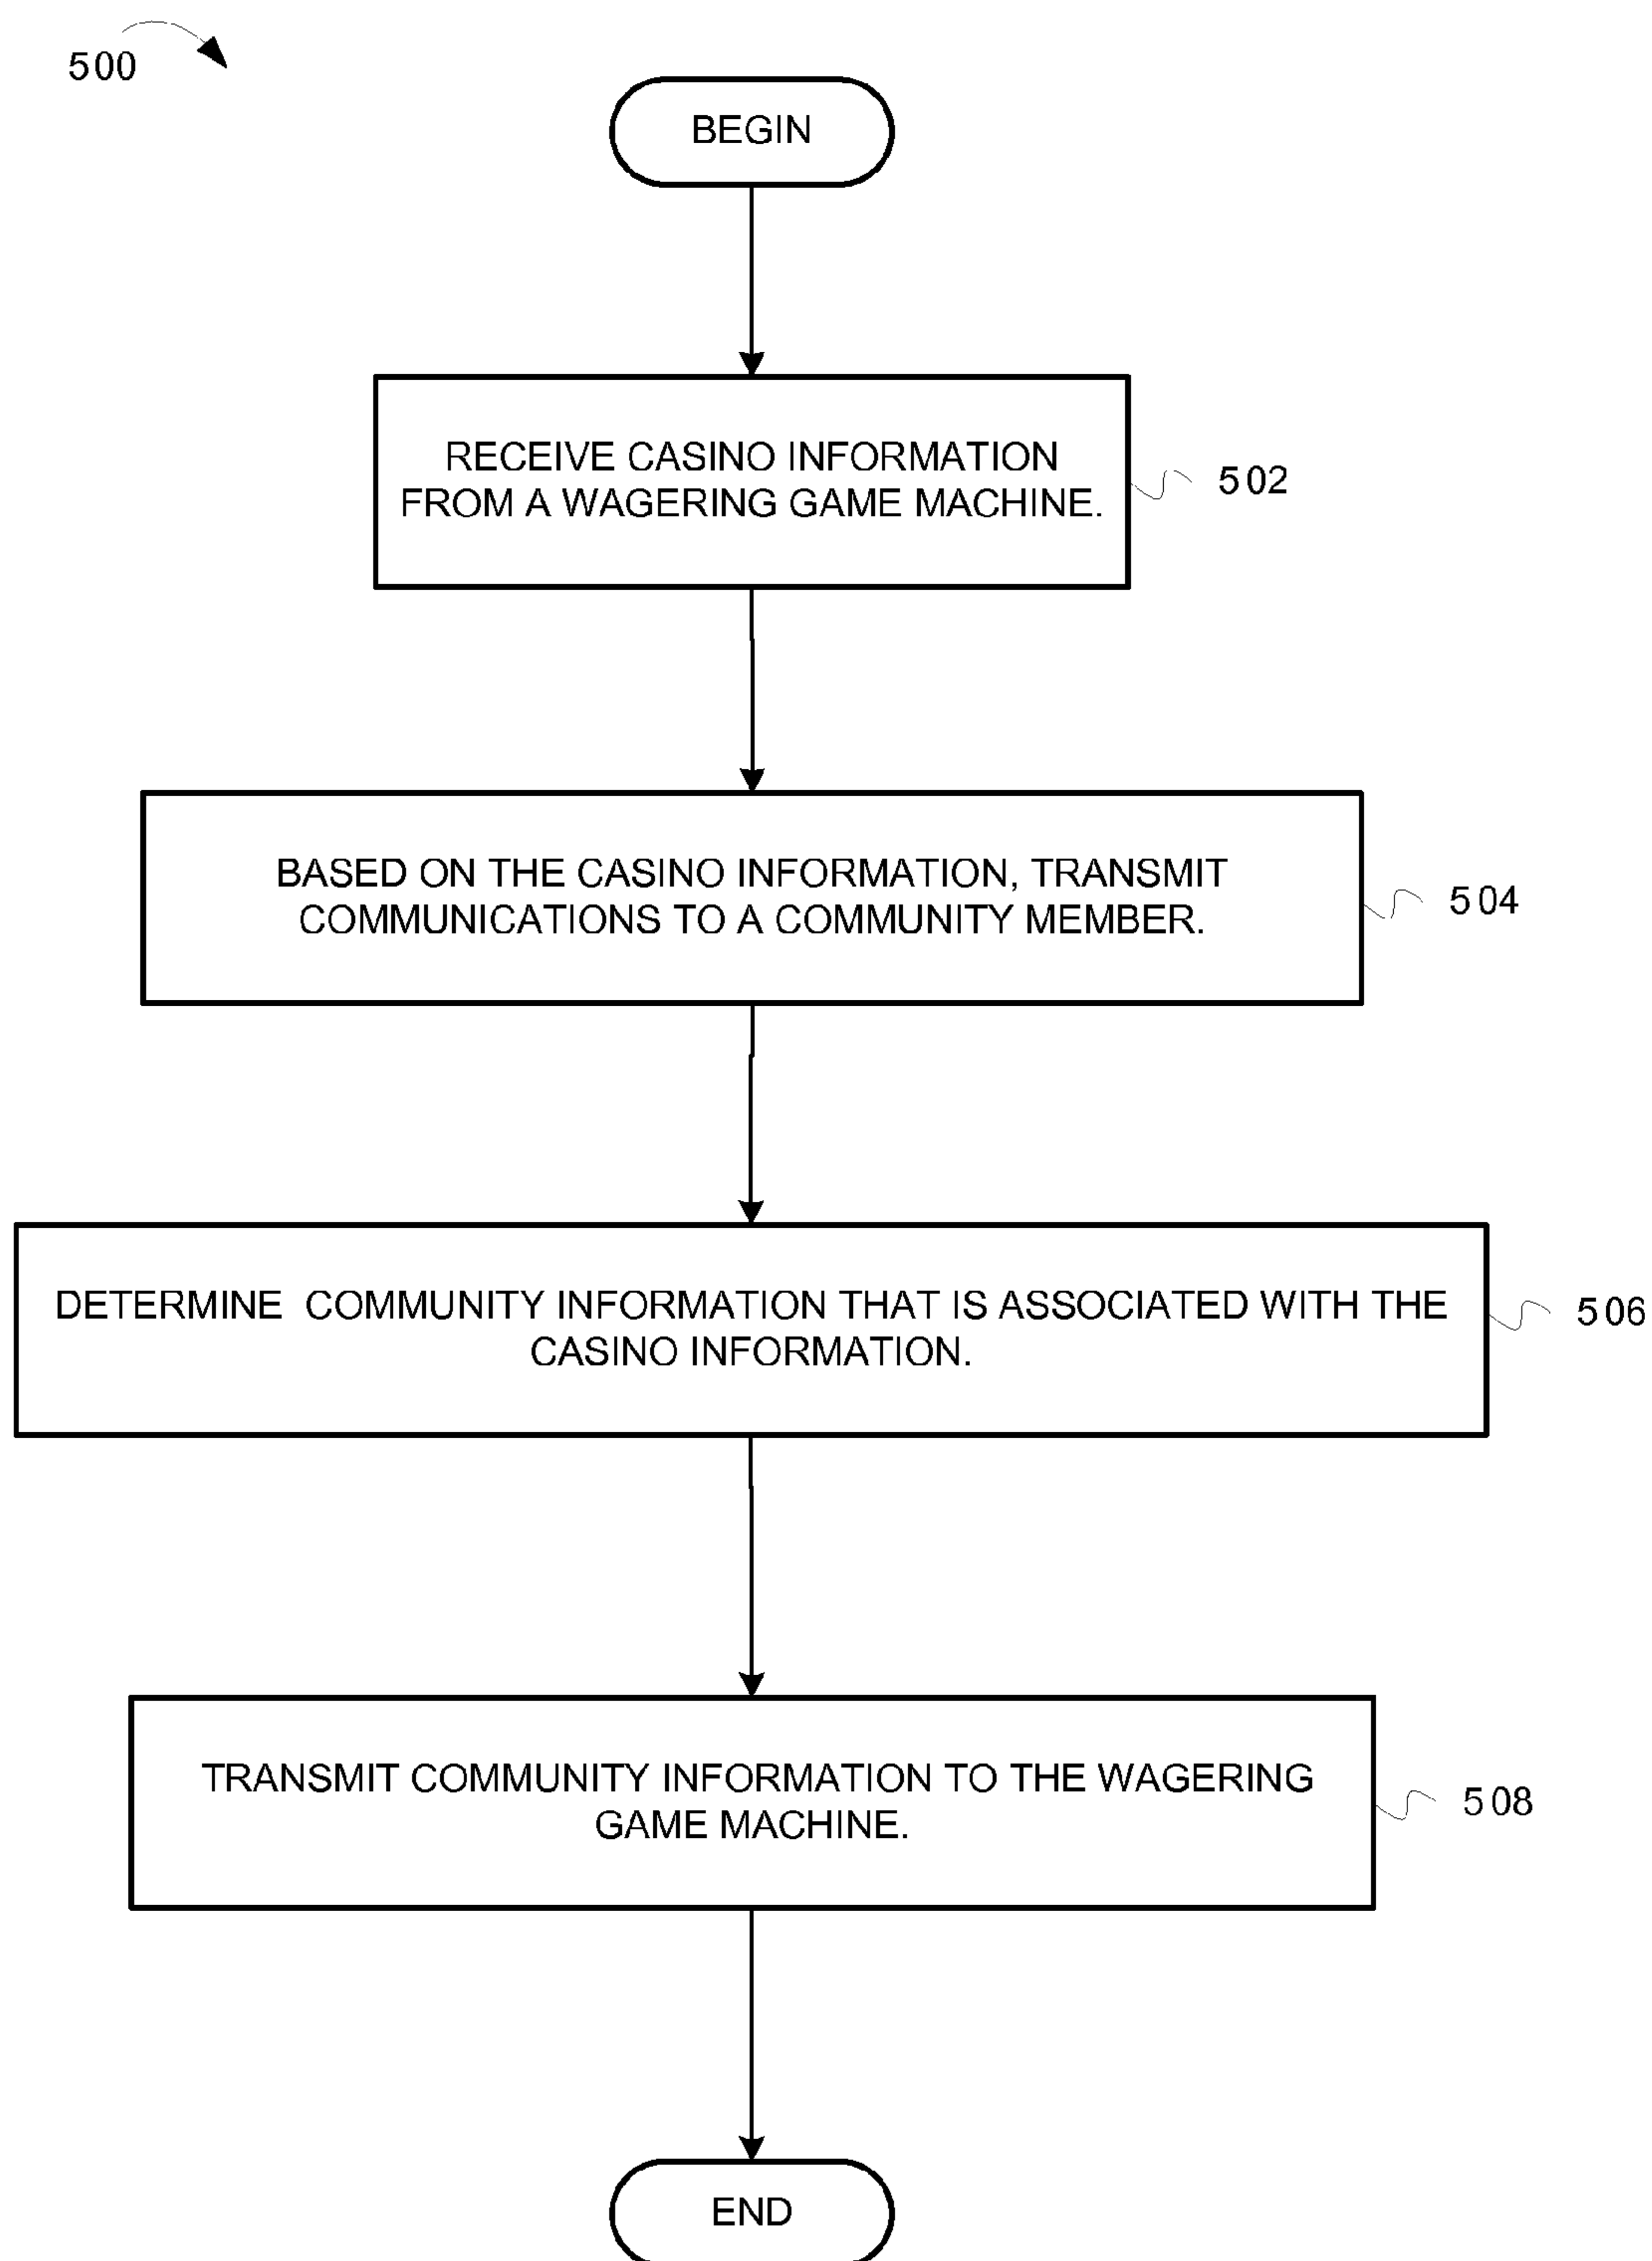 500
BEGIN
RECEIVE CASINO INFORMATION
FROM A WAGERING GAME MACHINE.
502
BASED ON THE CASINO INFORMATION, TRANSMIT
COMMUNICATIONS TO A COMMUNITY MEMBER.
504
DETERMINE COMMUNITY INFORMATION THAT IS ASSOCIATED WITH THE
CASINO INFORMATION.
506
TRANSMIT COMMUNITY INFORMATION TO THE WAGERING
GAME MACHINE.
508
END